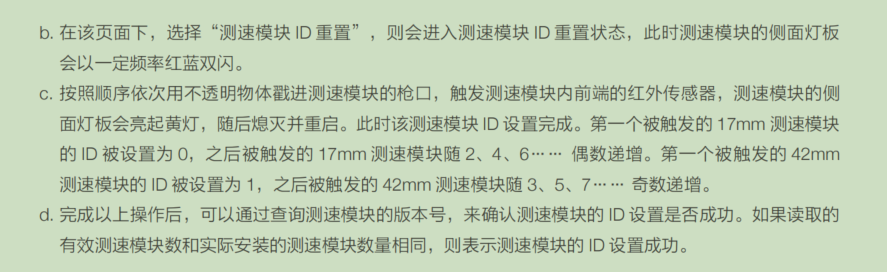 b. 在该页面下，选择“测速模块 ID 重置”，则会进入测速模块 ID 重置状态，此时测速模块的侧面灯板
会以一定频率红蓝双闪。
c. 按照顺序依次用不透明物体戳进测速模块的枪口，触发测速模块内前端的红外传感器，测速模块的侧
面灯板会亮起黄灯，随后熄灭并重启。此时该测速模块 ID 设置完成。第一个被触发的 17mm 测速模块
的 ID 被设置为 0，之后被触发的 17mm 测速模块随 2、4、6…… 偶数递增。第一个被触发的 42mm
测速模块的 ID 被设置为 1，之后被触发的 42mm 测速模块随 3、5、7…… 奇数递增。
d. 完成以上操作后，可以通过查询测速模块的版本号，来确认测速模块的 ID 设置是否成功。如果读取的
有效测速模块数和实际安装的测速模块数量相同，则表示测速模块的 ID 设置成功。